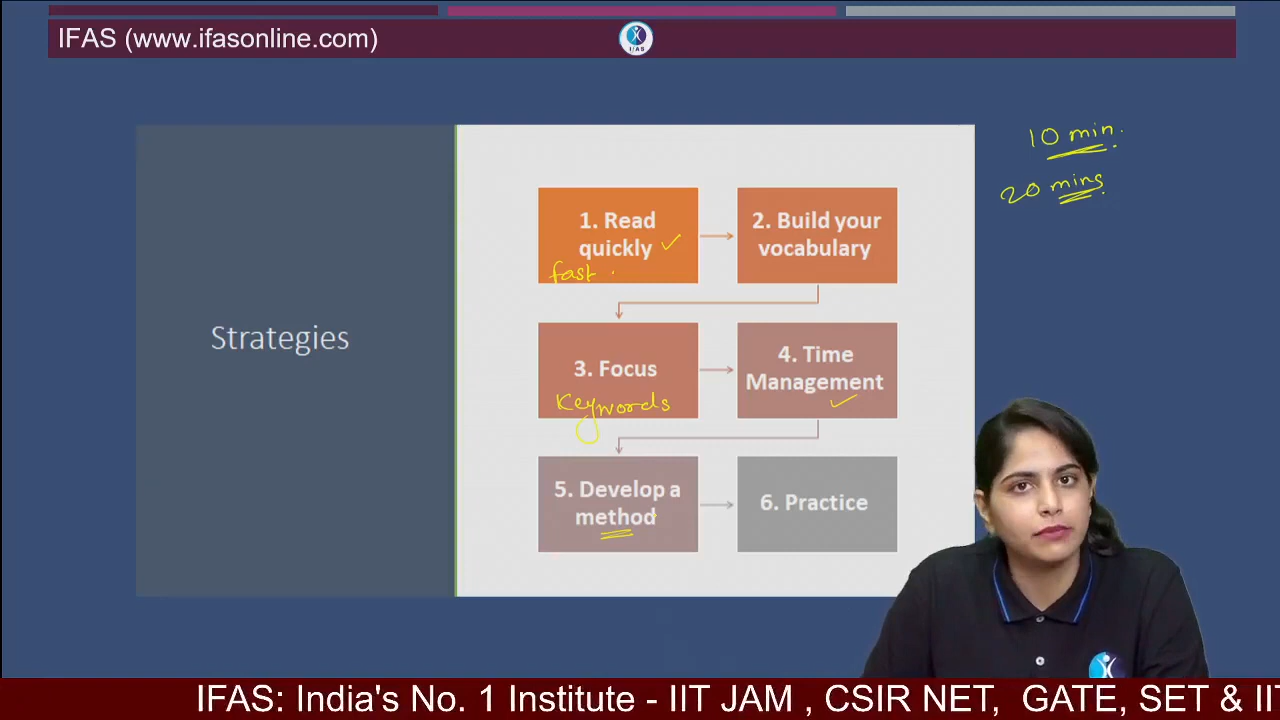 IFAS (www.ifasonline.com)
IFAS
10 min.
20 mins
Strategies
1. Read
quickly
fast
2. Build your
vocabulary
3. Focus
Keywords
4. Time
Management
5. Develop a
method
6. Practice
IFAS: India's No. 1 Institute - IIT JAM , CSIR NET,  GATE, SET & II